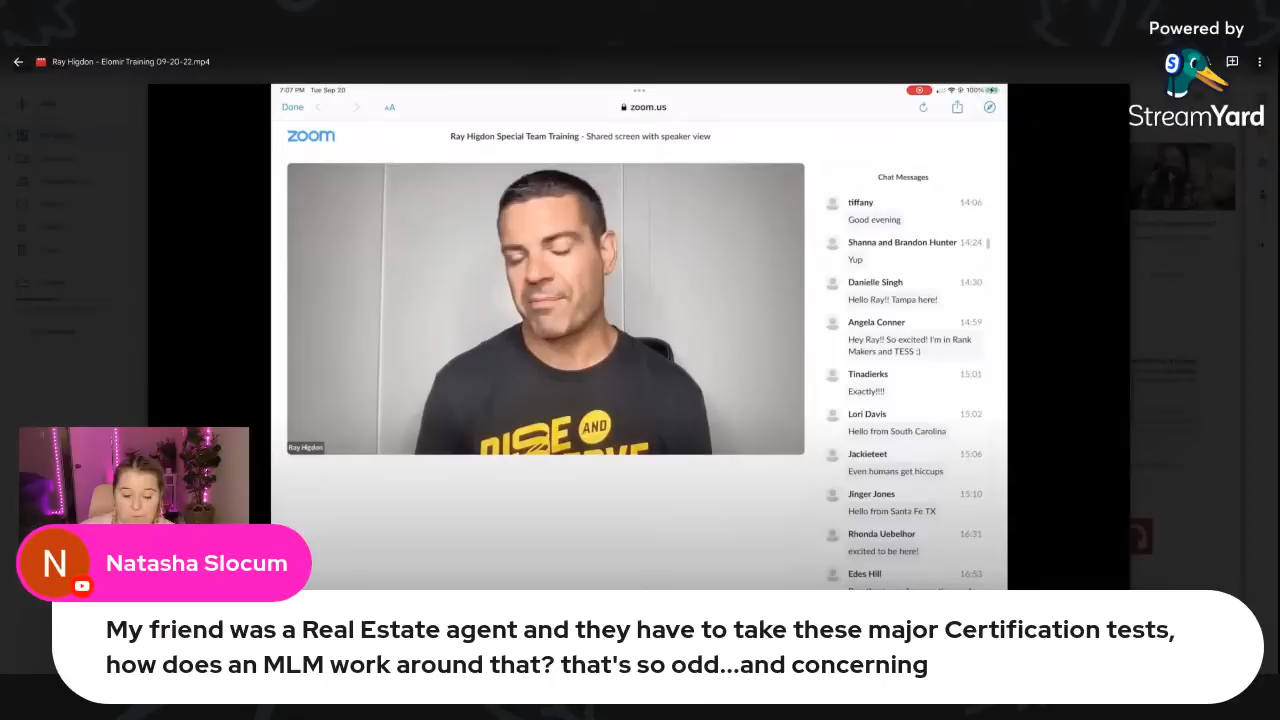 Powered by
StreamYard
Ray Higdon - Elomir Training 09-20-22.mp4
7:07 PM Tue Sep 20
100%
Done
AA
zoom.us
zoom
Ray Higdon Special Team Training - Shared screen with speaker view
Chat Messages
tiffany 14:06
Good evening
Shanna and Brandon Hunter 14:24
Yup
Danielle Singh 14:30
Hello Ray!! Tampa here!
Angela Conner 14:59
Hey Ray!! So excited! I'm in Rank
Makers and TESS :)
Tinadierks 15:01
Exactly!!!!
Lori Davis 15:02
Hello from South Carolina
Jackieteet 15:06
Even humans get hiccups
Jinger Jones 15:10
Hello from Santa Fe TX
Rhonda Uebelhor 16:31
excited to be here!
Edes Hill 16:53
RISE AND
Ray Higdon
N
Natasha Slocum
My friend was a Real Estate agent and they have to take these major Certification tests,
how does an MLM work around that? that's so odd...and concerning